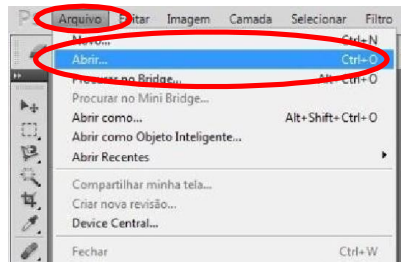 Ps Arquivo Editar Imagem Camada Selecionar Filtro
Novo... Ctrl+N
Abrir... Ctrl+O
Procurar no Bridge... Alt+Ctrl+O
Procurar no Mini Bridge...
Abrir como... Alt+Shift+Ctrl+O
Abrir como Objeto Inteligente...
Abrir Recentes
Compartilhar minha tela...
Criar nova revisão...
Device Central...
Fechar Ctrl+W